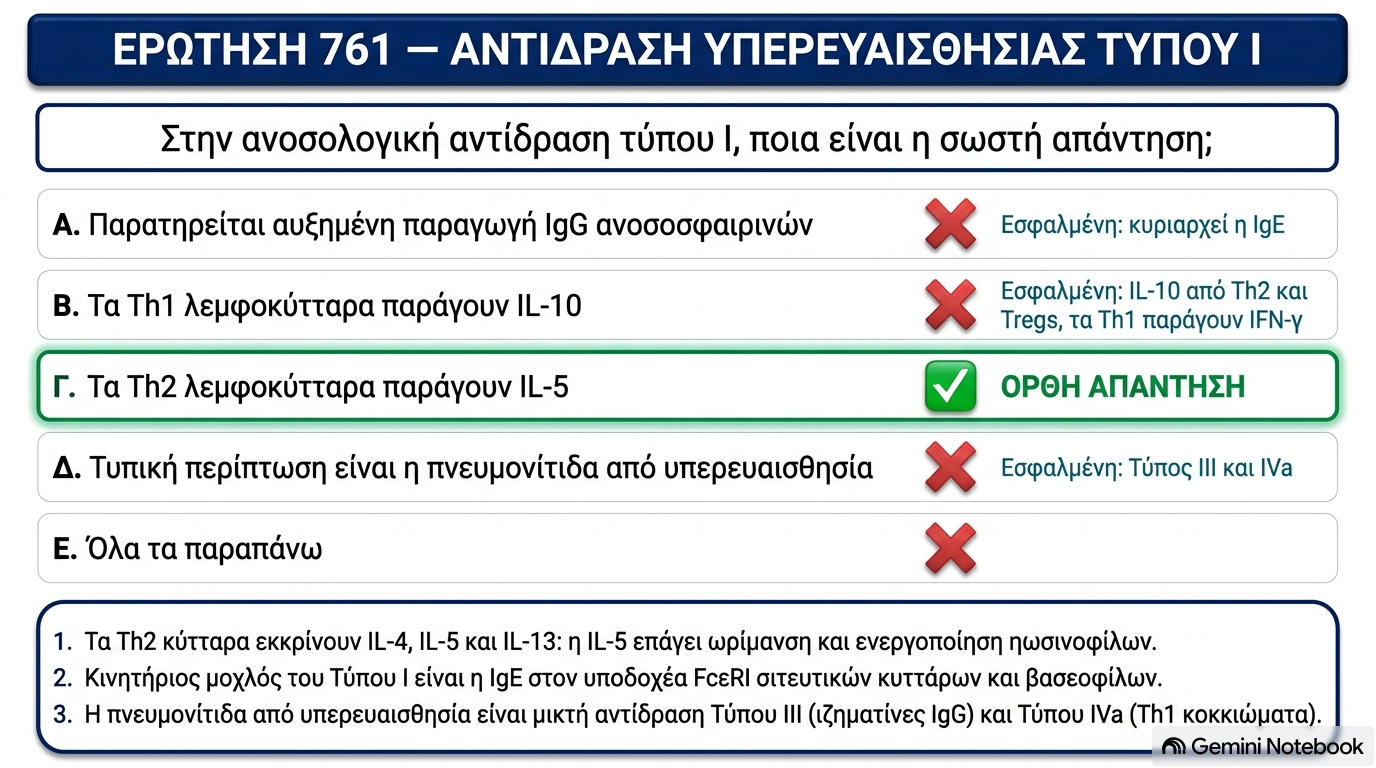 ΕΡΩΤΗΣΗ 761 — ΑΝΤΙΔΡΑΣΗ ΥΠΕΡΕΥΑΙΣΘΗΣΙΑΣ ΤΥΠΟΥ Ι
Στην ανοσολογική αντίδραση τύπου Ι, ποια είναι η σωστή απάντηση;
Α. Παρατηρείται αυξημένη παραγωγή IgG ανοσοσφαιρινών
Εσφαλμένη: κυριαρχεί η IgE
Β. Τα Th1 λεμφοκύτταρα παράγουν IL-10
Εσφαλμένη: IL-10 από Th2 και
Tregs, τα Th1 παράγουν IFN-γ
Γ. Τα Th2 λεμφοκύτταρα παράγουν IL-5
ΟΡΘΗ ΑΠΑΝΤΗΣΗ
Δ. Τυπική περίπτωση είναι η πνευμονίτιδα από υπερευαισθησία
Εσφαλμένη: Τύπος III και IVa
Ε. Όλα τα παραπάνω
1. Τα Th2 κύτταρα εκκρίνουν IL-4, IL-5 και IL-13: η IL-5 επάγει ωρίμανση και ενεργοποίηση ηωσινοφίλων.
2. Κινητήριος μοχλός του Τύπου Ι είναι η IgE στον υποδοχέα FcεRI σιτευτικών κυττάρων και βασεοφίλων.
3. Η πνευμονίτιδα από υπερευαισθησία είναι μικτή αντίδραση Τύπου III (ιζηματίνες IgG) και Τύπου IVa (Th1 κοκκιώματα).
Gemini Notebook